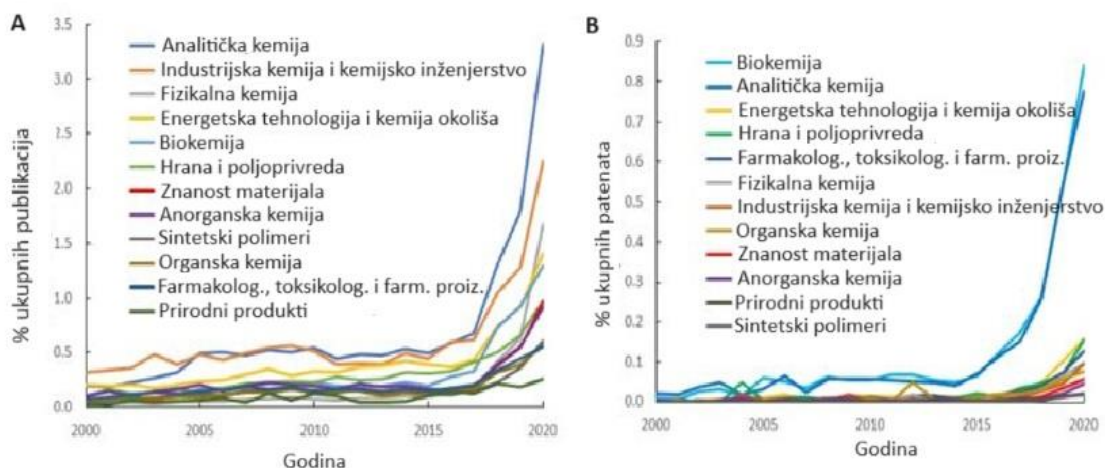 A
3.5
3.0
2.5
2.0
1.5
1.0
0.5
0.0
% ukupnih publikacija
Analitička kemija
Industrijska kemija i kemijsko inženjerstvo
Fizikalna kemija
Energetska tehnologija i kemija okoliša
Biokemija
Hrana i poljoprivreda
Znanost materijala
Anorganska kemija
Sintetski polimeri
Organska kemija
Farmakolog., toksikolog. i farm. proiz.
Prirodni produkti
2000 2005 2010 2015 2020
Godina
B
0.9
0.8
0.7
0.6
0.5
0.4
0.3
0.2
0.1
0.0
% ukupnih patenata
Biokemija
Analitička kemija
Energetska tehnologija i kemija okoliša
Hrana i poljoprivreda
Farmakolog., toksikolog. i farm. proiz.
Fizikalna kemija
Industrijska kemija i kemijsko inženjerstvo
Organska kemija
Znanost materijala
Anorganska kemija
Prirodni produkti
Sintetski polimeri
2000 2005 2010 2015 2020
Godina